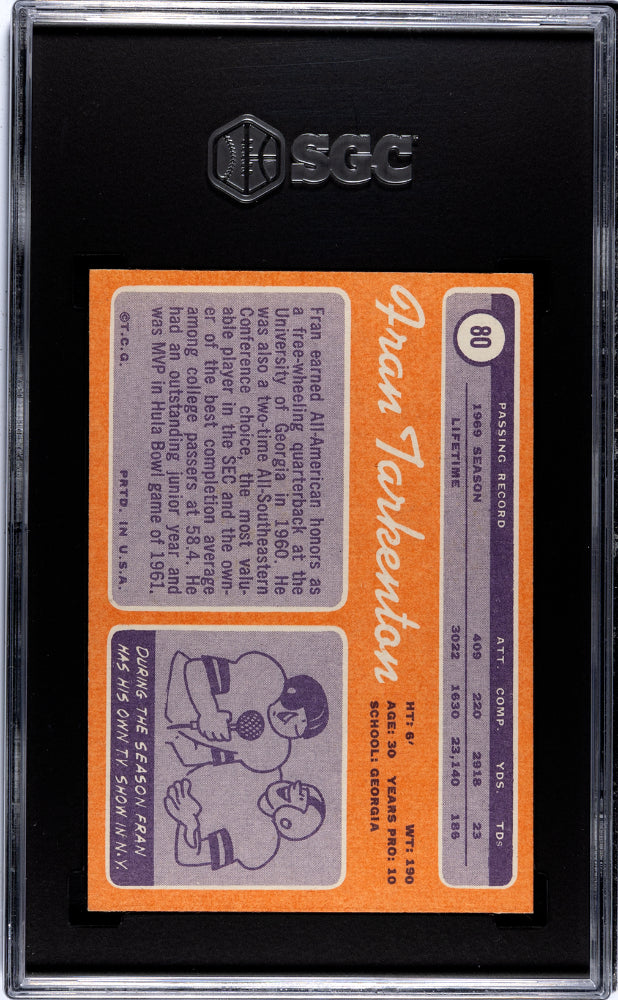 SGC
80
PASSING RECORD ATT. COMP. YDS. TDs
1969 SEASON 409 220 2918 23
LIFETIME 3022 1630 23,140 186
Fran Tarkenton
HT: 6' WT: 190
AGE: 30 YEARS PRO: 10
SCHOOL: GEORGIA
Fran earned All-American honors as
a free-wheeling quarterback at the
University of Georgia in 1960. He
was also a two-time All-Southeastern
Conference choice, the most valu-
able player in the SEC and the own-
er of the best completion average
among college passers at 58.4. He
had an outstanding junior year and
was MVP in Hula Bowl game of 1961.
©T.C.G. PRTD. IN U.S.A.
DURING THE SEASON FRAN
HAS HIS OWN T.V. SHOW IN N.Y.